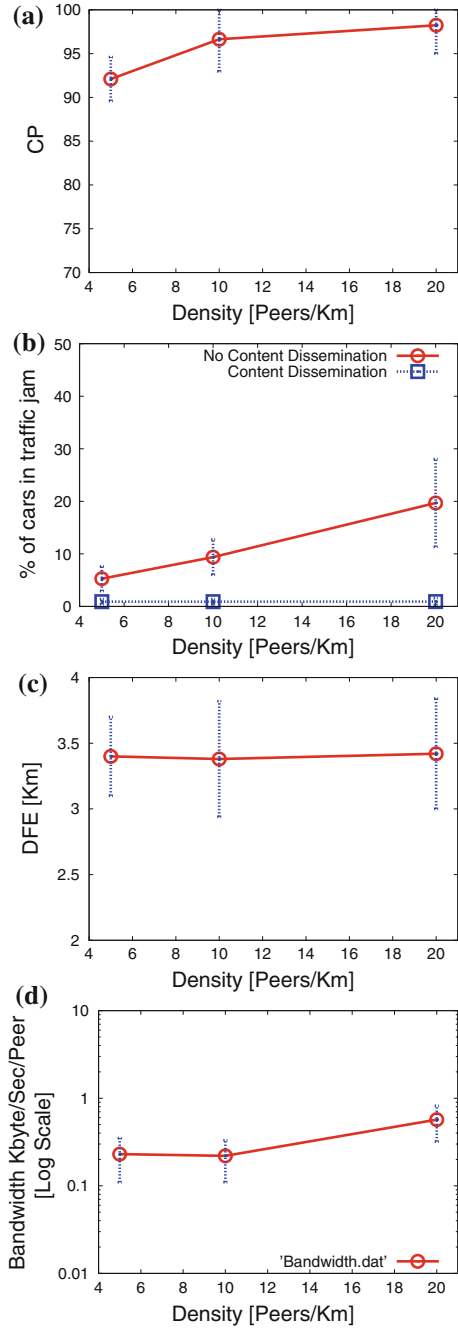 (a)
100
95
90
85
80
75
70
CP
4 6 8 10 12 14 16 18 20
Density [Peers/Km]
(b)
50
40
30
20
10
0
% of cars in traffic jam
No Content Dissemination
Content Dissemination
4 6 8 10 12 14 16 18 20
Density [Peers/Km]
(c)
4
3.5
3
2.5
2
DFE [Km]
4 6 8 10 12 14 16 18 20
Density [Peers/Km]
(d)
10
1
0.1
0.01
Bandwidth Kbyte/Sec/Peer
[Log Scale]
'Bandwidth.dat'
4 6 8 10 12 14 16 18 20
Density [Peers/Km]